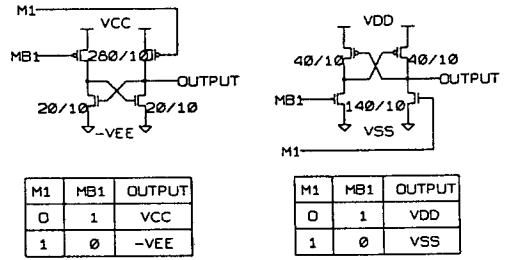 M1
VCC
MB1
280/10
OUTPUT
20/10
20/10
-VEE
VDD
40/10
40/10
OUTPUT
MB1
140/10
VSS
M1
M1 MB1 OUTPUT
0 1 VCC
1 0 -VEE
M1 MB1 OUTPUT
0 1 VDD
1 0 VSS